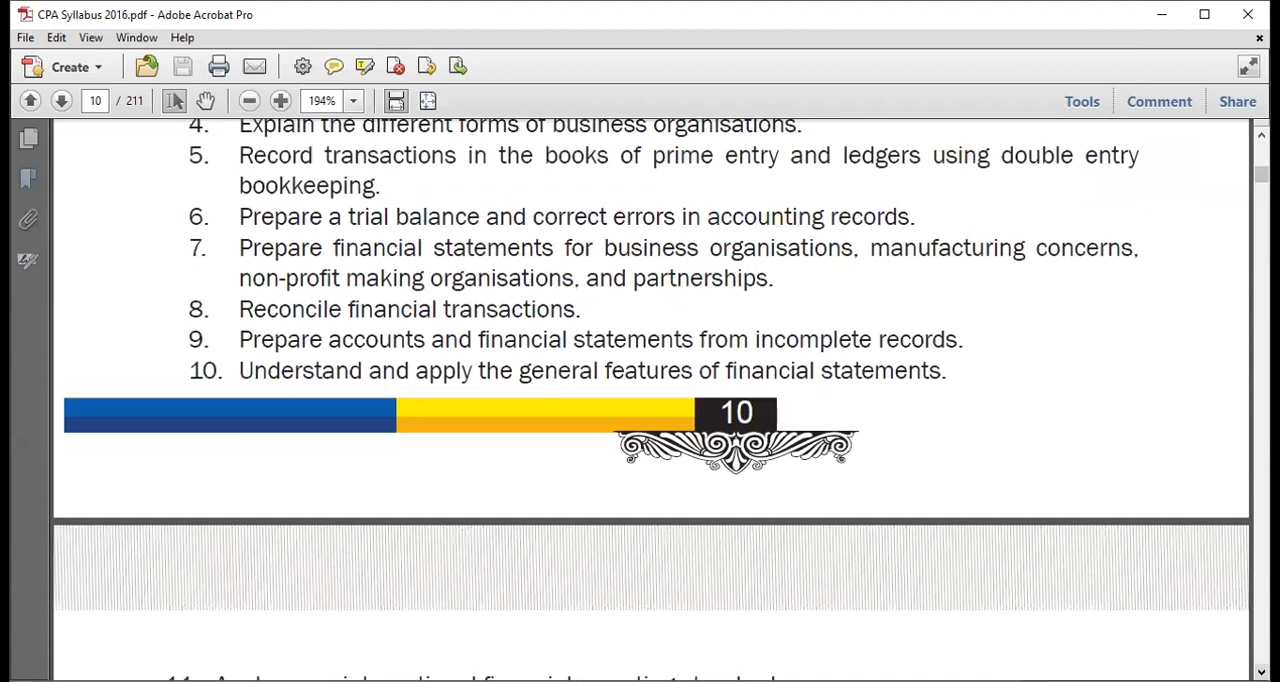 CPA Syllabus 2016.pdf - Adobe Acrobat Pro
File Edit View Window Help
Create
10 / 211 194% Tools Comment Share
4. Explain the different forms of business organisations.
5. Record transactions in the books of prime entry and ledgers using double entry
bookkeeping.
6. Prepare a trial balance and correct errors in accounting records.
7. Prepare financial statements for business organisations, manufacturing concerns,
non-profit making organisations, and partnerships.
8. Reconcile financial transactions.
9. Prepare accounts and financial statements from incomplete records.
10. Understand and apply the general features of financial statements.
10